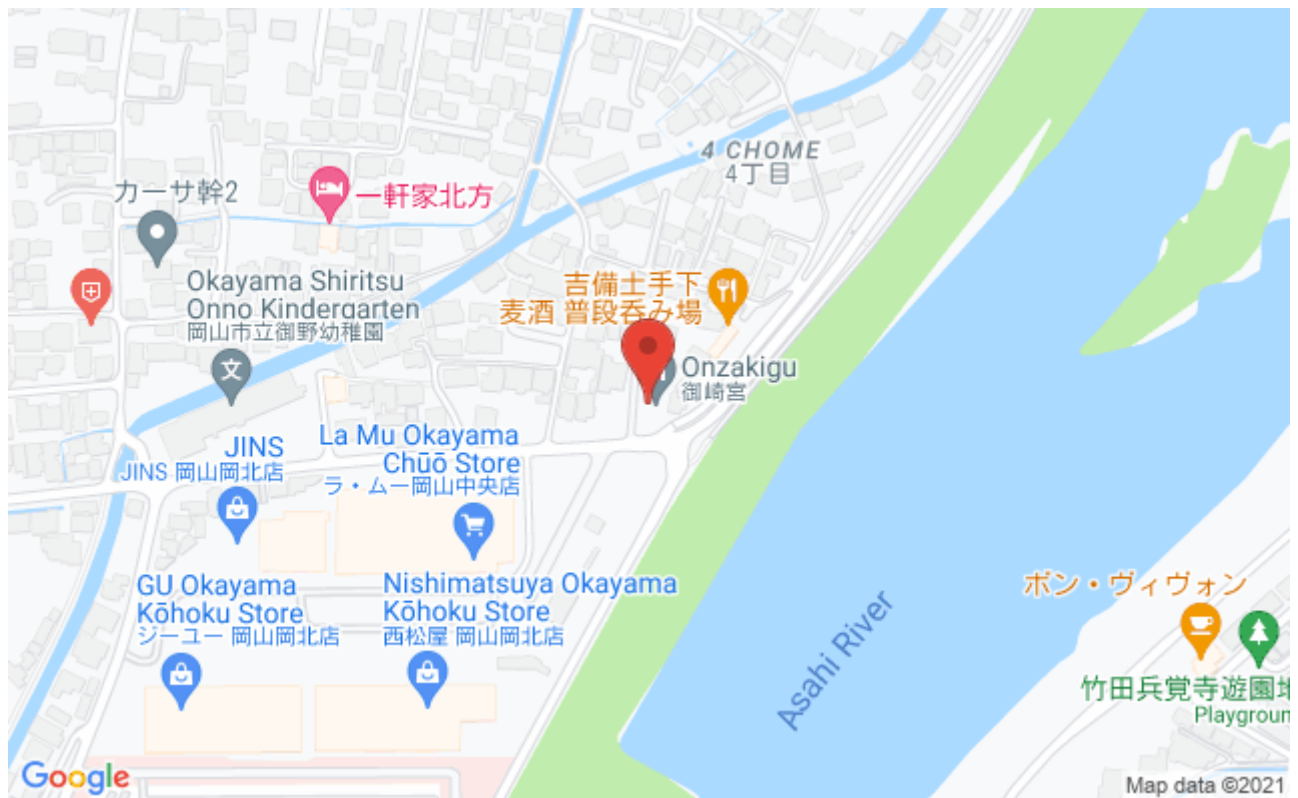 4 CHOME
4丁目
カーサ幹2
一軒家北方
Okayama Shiritsu
Onno Kindergarten
岡山市立御野幼稚園
吉備土手下
麦酒 普段呑み場
Onzakigu
御崎宮
JINS
JINS 岡山岡北店
La Mu Okayama
Chūō Store
ラ・ムー岡山中央店
GU Okayama
Kōhoku Store
ジーユー 岡山岡北店
Nishimatsuya Okayama
Kōhoku Store
西松屋 岡山岡北店
Asahi River
ボン・ヴィヴォン
竹田兵覚寺遊園地
Playgroun
Google
Map data ©2021
文